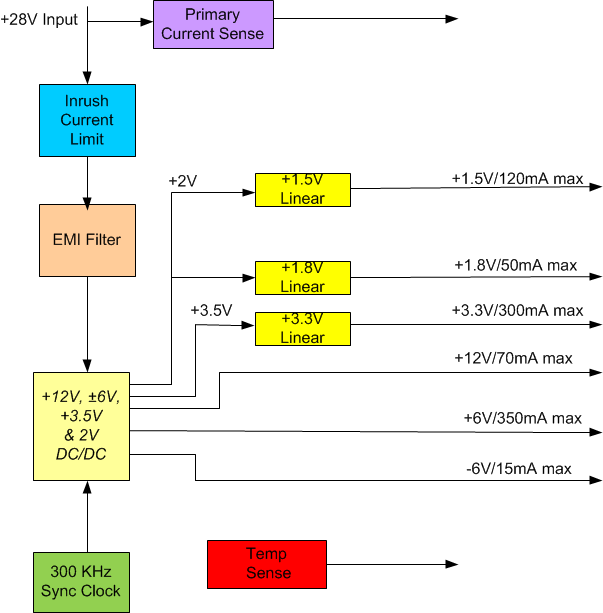 +28V Input
Primary
Current Sense
Inrush
Current
Limit
+2V
+1.5V
Linear
+1.5V/120mA max
EMI Filter
+1.8V
Linear
+1.8V/50mA max
+3.5V
+3.3V
Linear
+3.3V/300mA max
+12V/70mA max
+12V, ±6V,
+3.5V
& 2V
DC/DC
+6V/350mA max
-6V/15mA max
300 KHz
Sync Clock
Temp
Sense